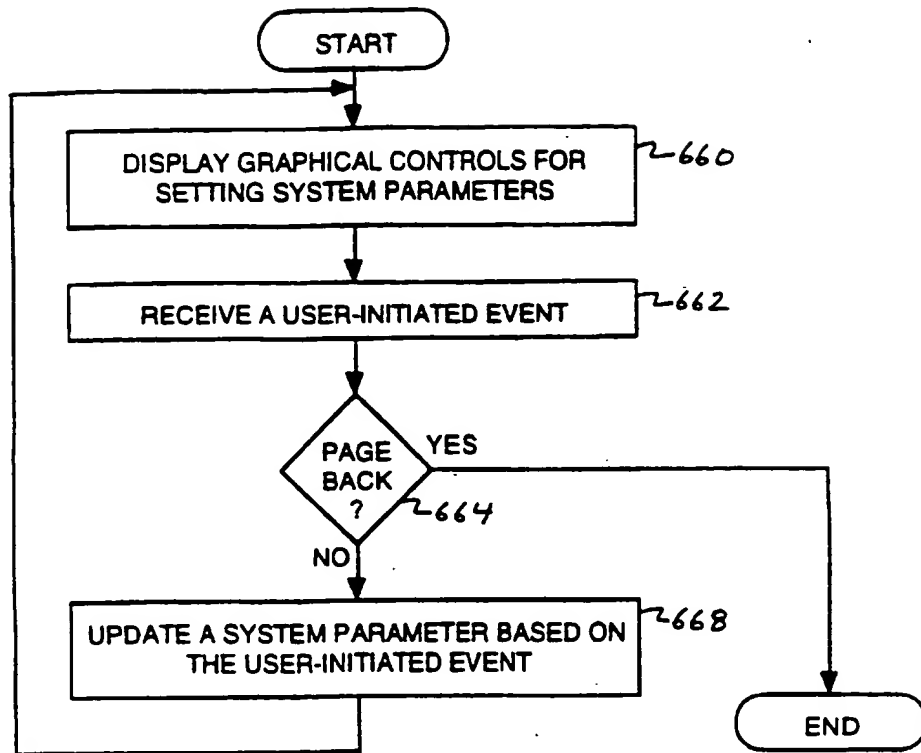 START
DISPLAY GRAPHICAL CONTROLS FOR
SETTING SYSTEM PARAMETERS
660
RECEIVE A USER-INITIATED EVENT
662
PAGE
BACK
?
YES
664
NO
UPDATE A SYSTEM PARAMETER BASED ON
THE USER-INITIATED EVENT
668
END